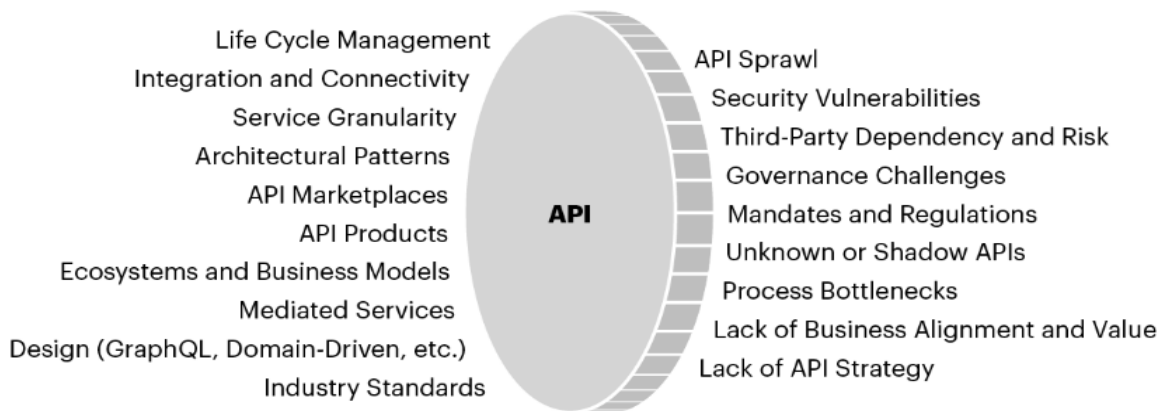 Life Cycle Management
Integration and Connectivity
Service Granularity
Architectural Patterns
API Marketplaces
API Products
Ecosystems and Business Models
Mediated Services
Design (GraphQL, Domain-Driven, etc.)
Industry Standards
API
API Sprawl
Security Vulnerabilities
Third-Party Dependency and Risk
Governance Challenges
Mandates and Regulations
Unknown or Shadow APIs
Process Bottlenecks
Lack of Business Alignment and Value
Lack of API Strategy